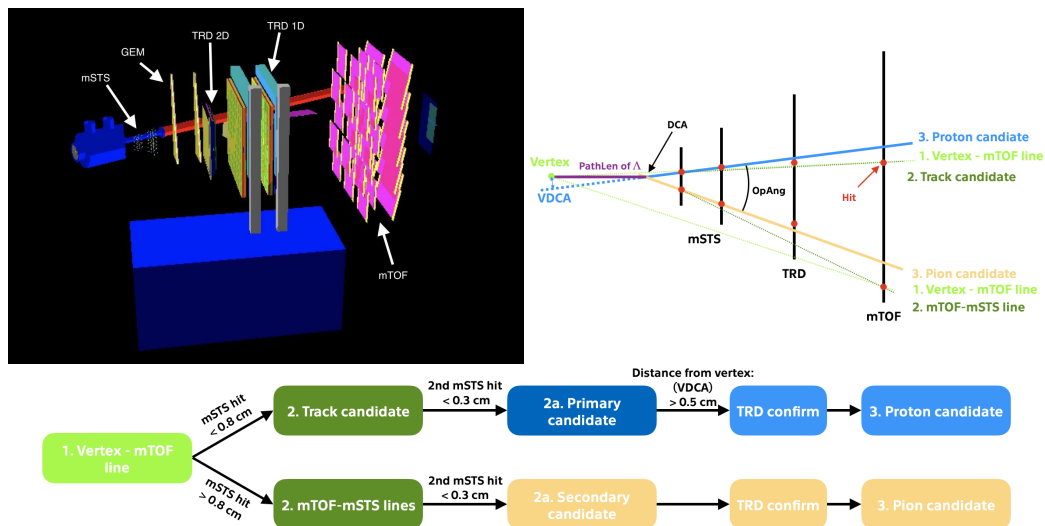 TRD 1D
TRD 2D
GEM
mSTS
mTOF
DCA
3. Proton candiate
1. Vertex - mTOF line
2. Track candidate
Vertex
PathLen of Λ
VDCA
OpAng
Hit
mSTS
TRD
3. Pion candidate
1. Vertex - mTOF line
2. mTOF-mSTS line
mTOF
1. Vertex - mTOF
line
mSTS hit
< 0.8 cm
2. Track candidate
2nd mSTS hit
< 0.3 cm
2a. Primary
candidate
Distance from vertex:
(VDCA)
> 0.5 cm
TRD confirm
3. Proton candidate
mSTS hit
> 0.8 cm
2. mTOF-mSTS lines
2nd mSTS hit
< 0.3 cm
2a. Secondary
candidate
TRD confirm
3. Pion candidate